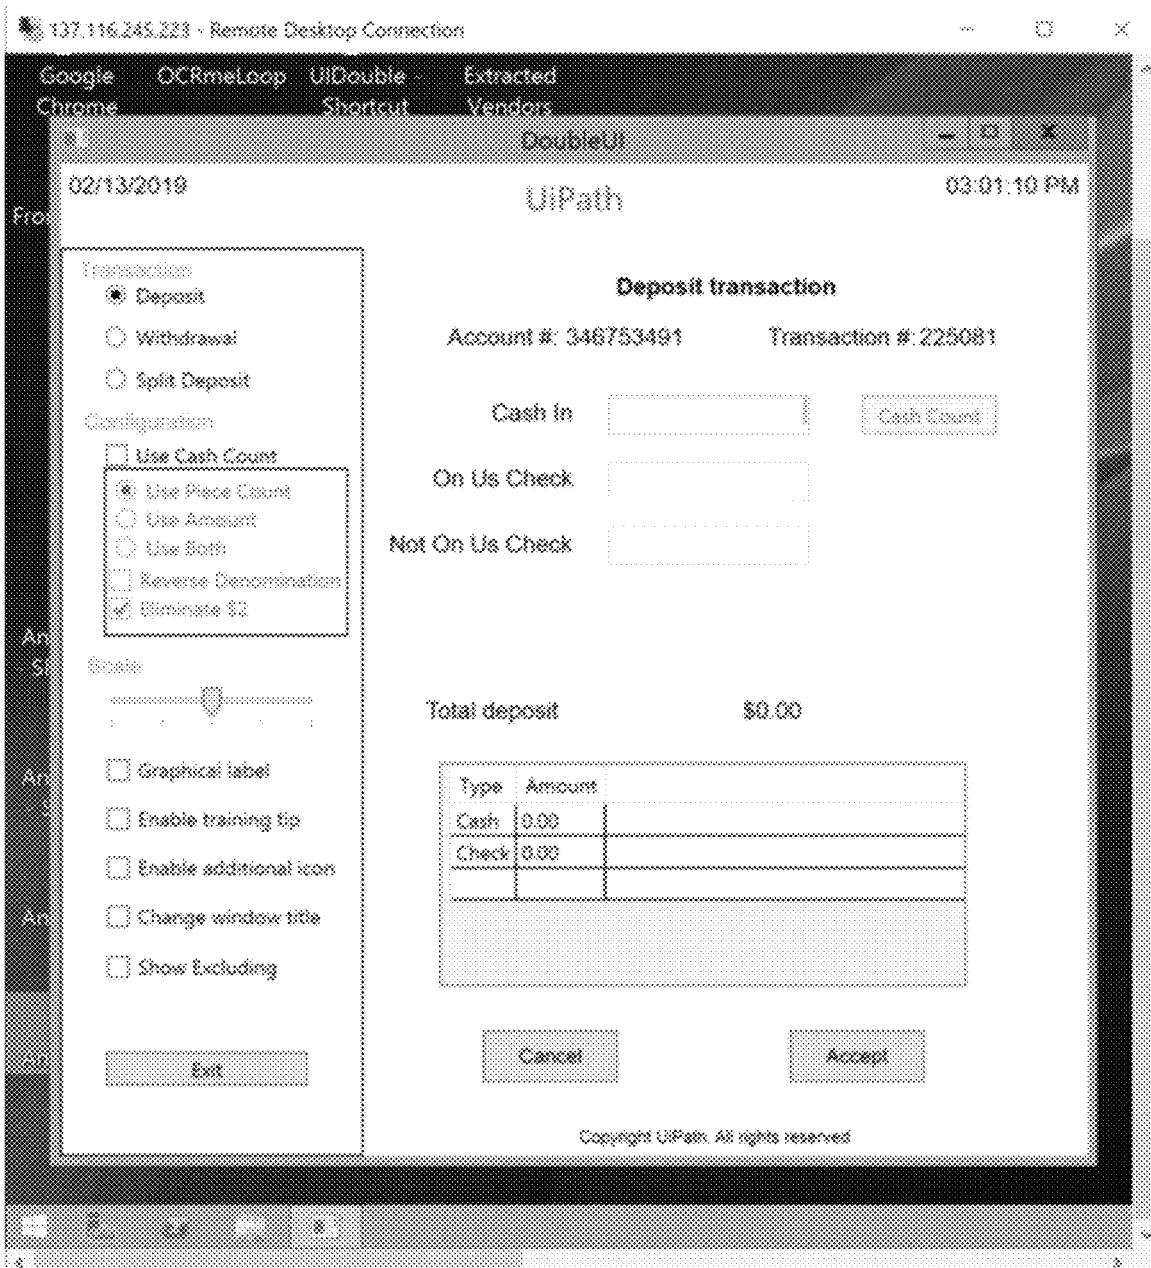 137.116.245.223 - Remote Desktop Connection
Google Chrome
OCRmeLoop
UIDouble - Shortcut
Extracted Vendors
DoubleUI
02/13/2019
UiPath
03:01:10 PM
Transaction
Deposit
Withdrawal
Split Deposit
Configuration
Use Cash Count
Use Piece Count
Use Amount
Use Both
Reverse Denomination
Eliminate $2
Scale
Graphical label
Enable training tip
Enable additional icon
Change window title
Show Excluding
Exit
Deposit transaction
Account #: 346753491 Transaction #: 225081
Cash In
Cash Count
On Us Check
Not On Us Check
Total deposit $0.00
Type Amount
Cash 0.00
Check 0.00
Cancel
Accept
Copyright UiPath. All rights reserved